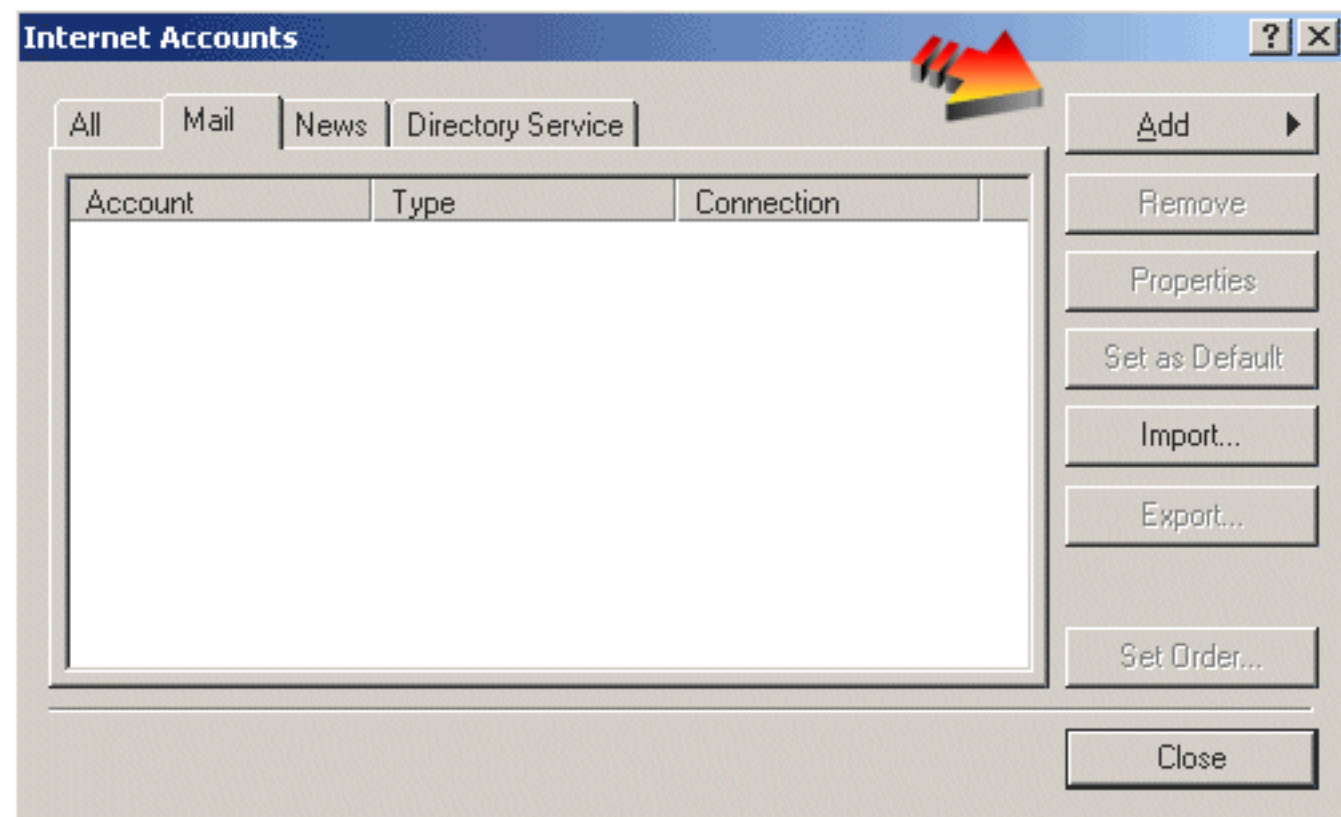 Internet Accounts
All Mail News Directory Service
Account Type Connection
Add
Remove
Properties
Set as Default
Import...
Export...
Set Order...
Close